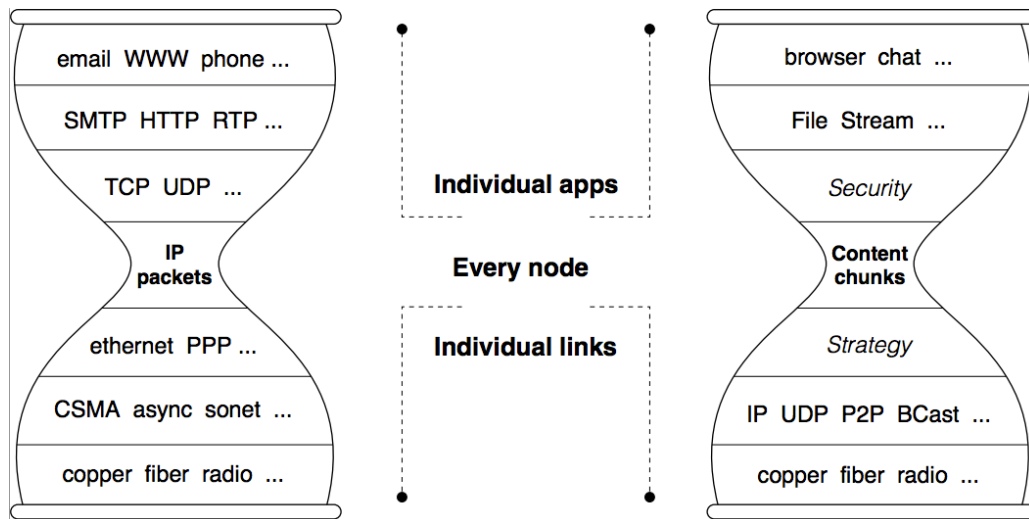 email WWW phone ...
SMTP HTTP RTP ...
TCP UDP ...
IP
packets
ethernet PPP ...
CSMA async sonet ...
copper fiber radio ...
Individual apps
Every node
Individual links
browser chat ...
File Stream ...
Security
Content
chunks
Strategy
IP UDP P2P BCast ...
copper fiber radio ...